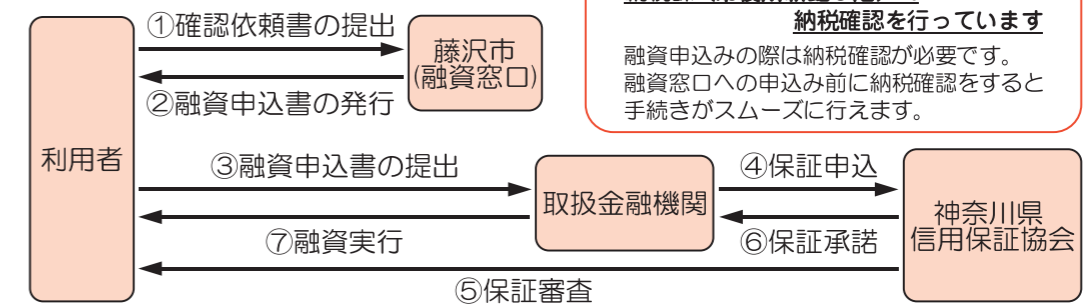 納税確認を行っています
融資申込みの際は納税確認が必要です。
融資窓口への申込み前に納税確認をすると
手続きがスムーズに行えます。
①確認依頼書の提出
藤沢市
(融資窓口)
②融資申込書の発行
利用者
③融資申込書の提出
④保証申込
取扱金融機関
神奈川県
信用保証協会
⑦融資実行
⑥保証承諾
⑤保証審査